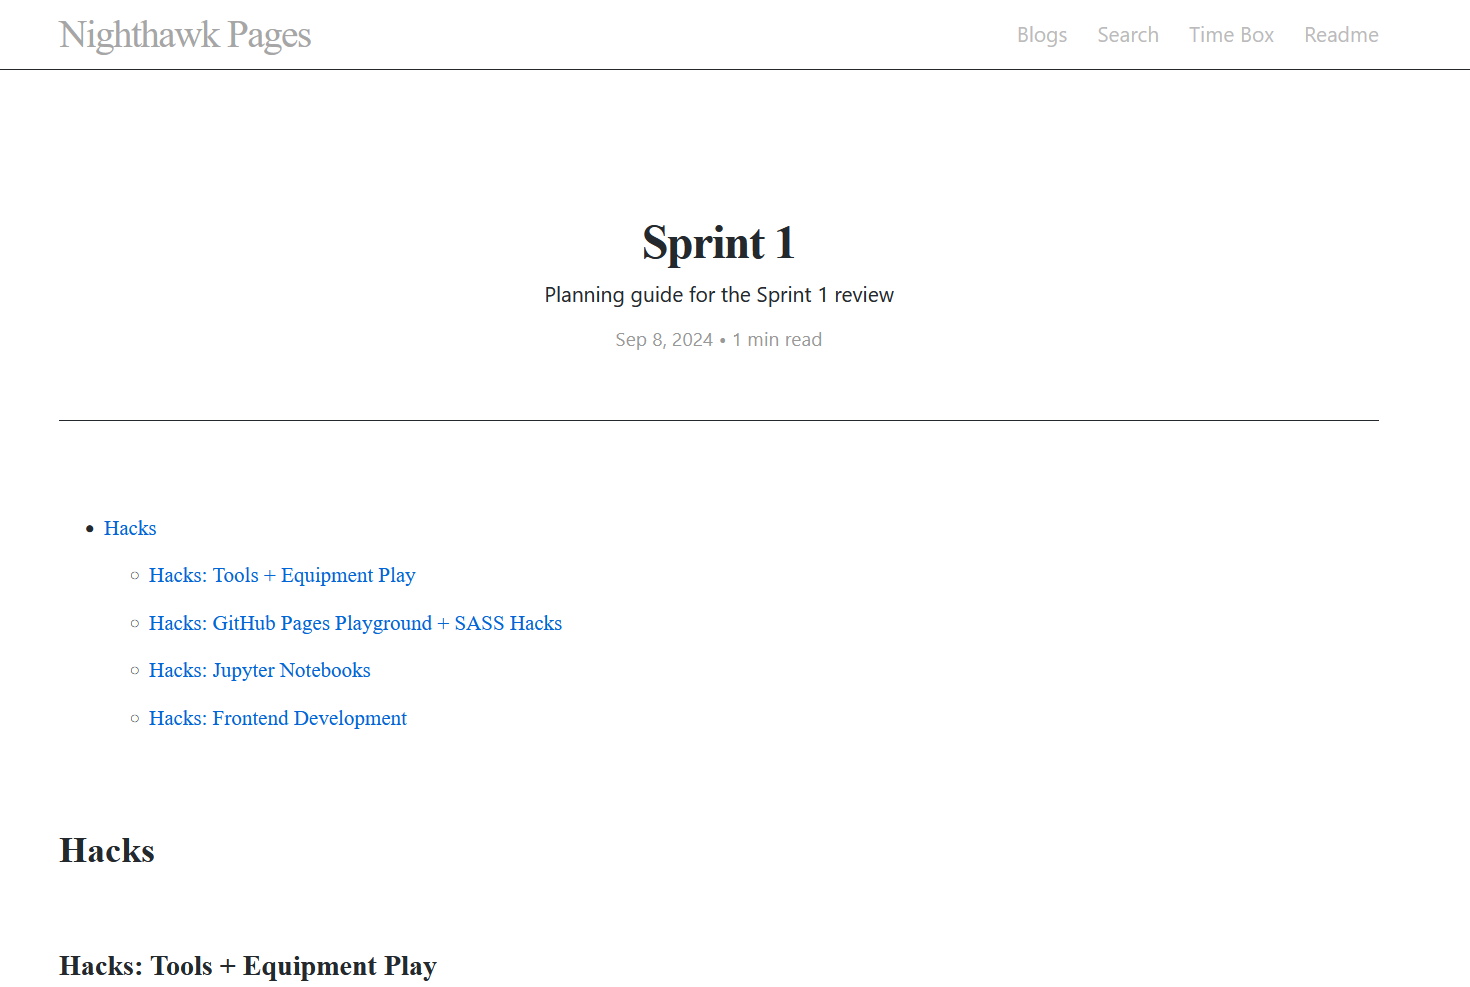 Nighthawk Pages
Blogs Search Time Box Readme
Sprint 1
Planning guide for the Sprint 1 review
Sep 8, 2024 • 1 min read
Hacks
Hacks: Tools + Equipment Play
Hacks: GitHub Pages Playground + SASS Hacks
Hacks: Jupyter Notebooks
Hacks: Frontend Development
Hacks
Hacks: Tools + Equipment Play